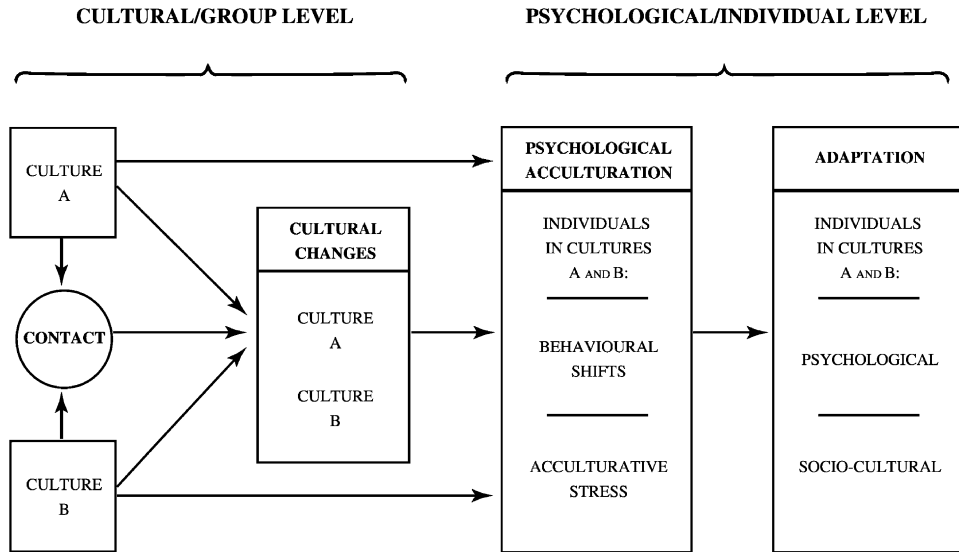 CULTURAL/GROUP LEVEL
PSYCHOLOGICAL/INDIVIDUAL LEVEL
CULTURE
A
CONTACT
CULTURE
B
CULTURAL
CHANGES
CULTURE
A
CULTURE
B
PSYCHOLOGICAL
ACCULTURATION
INDIVIDUALS
IN CULTURES
A AND B:
BEHAVIOURAL
SHIFTS
ACCULTURATIVE
STRESS
ADAPTATION
INDIVIDUALS
IN CULTURES
A AND B:
PSYCHOLOGICAL
SOCIO-CULTURAL